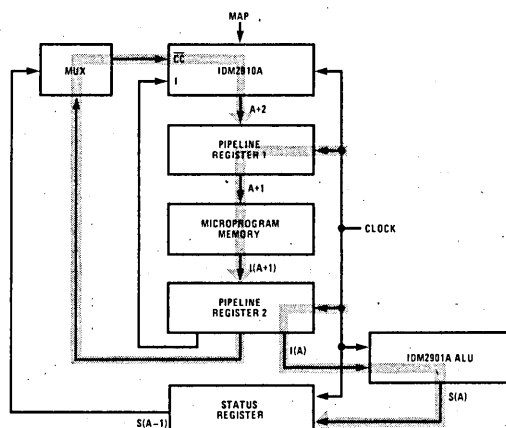 MAP
MUX
CC
IDM2910A
I
A+2
PIPELINE
REGISTER 1
A+1
MICROPROGRAM
MEMORY
CLOCK
I(A+1)
PIPELINE
REGISTER 2
I(A)
IDM2901A ALU
S(A)
STATUS
REGISTER
S(A−1)